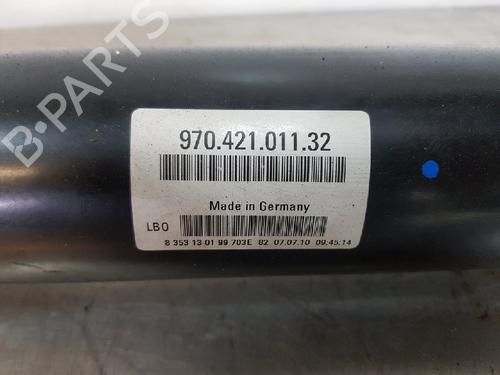 970.421.011.32
Made in Germany
LBO
8 353 13 01 99 703E 82 07.07.10 09.45.14
B-PARTS